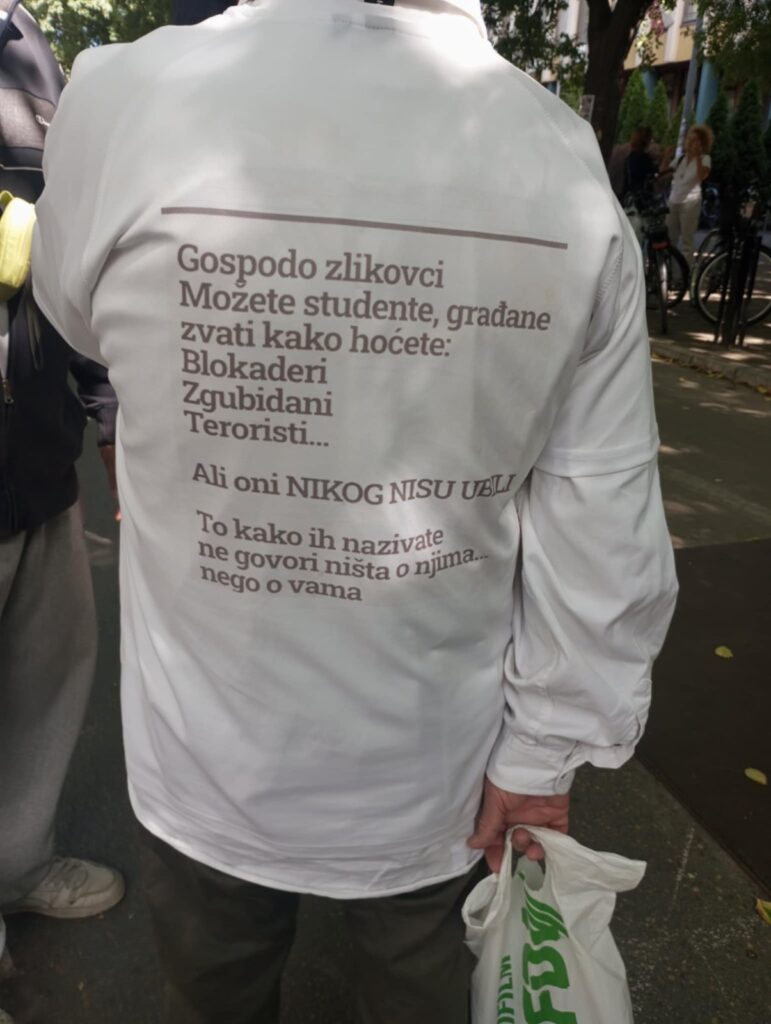 Gospodo zlikovci
Možete studente, građane
zvati kako hoćete:
Blokaderi
Zgubidani
Teroristi...
Ali oni NIKOG NISU UBILI
To kako ih nazivate
ne govori ništa o njima...
nego o vama